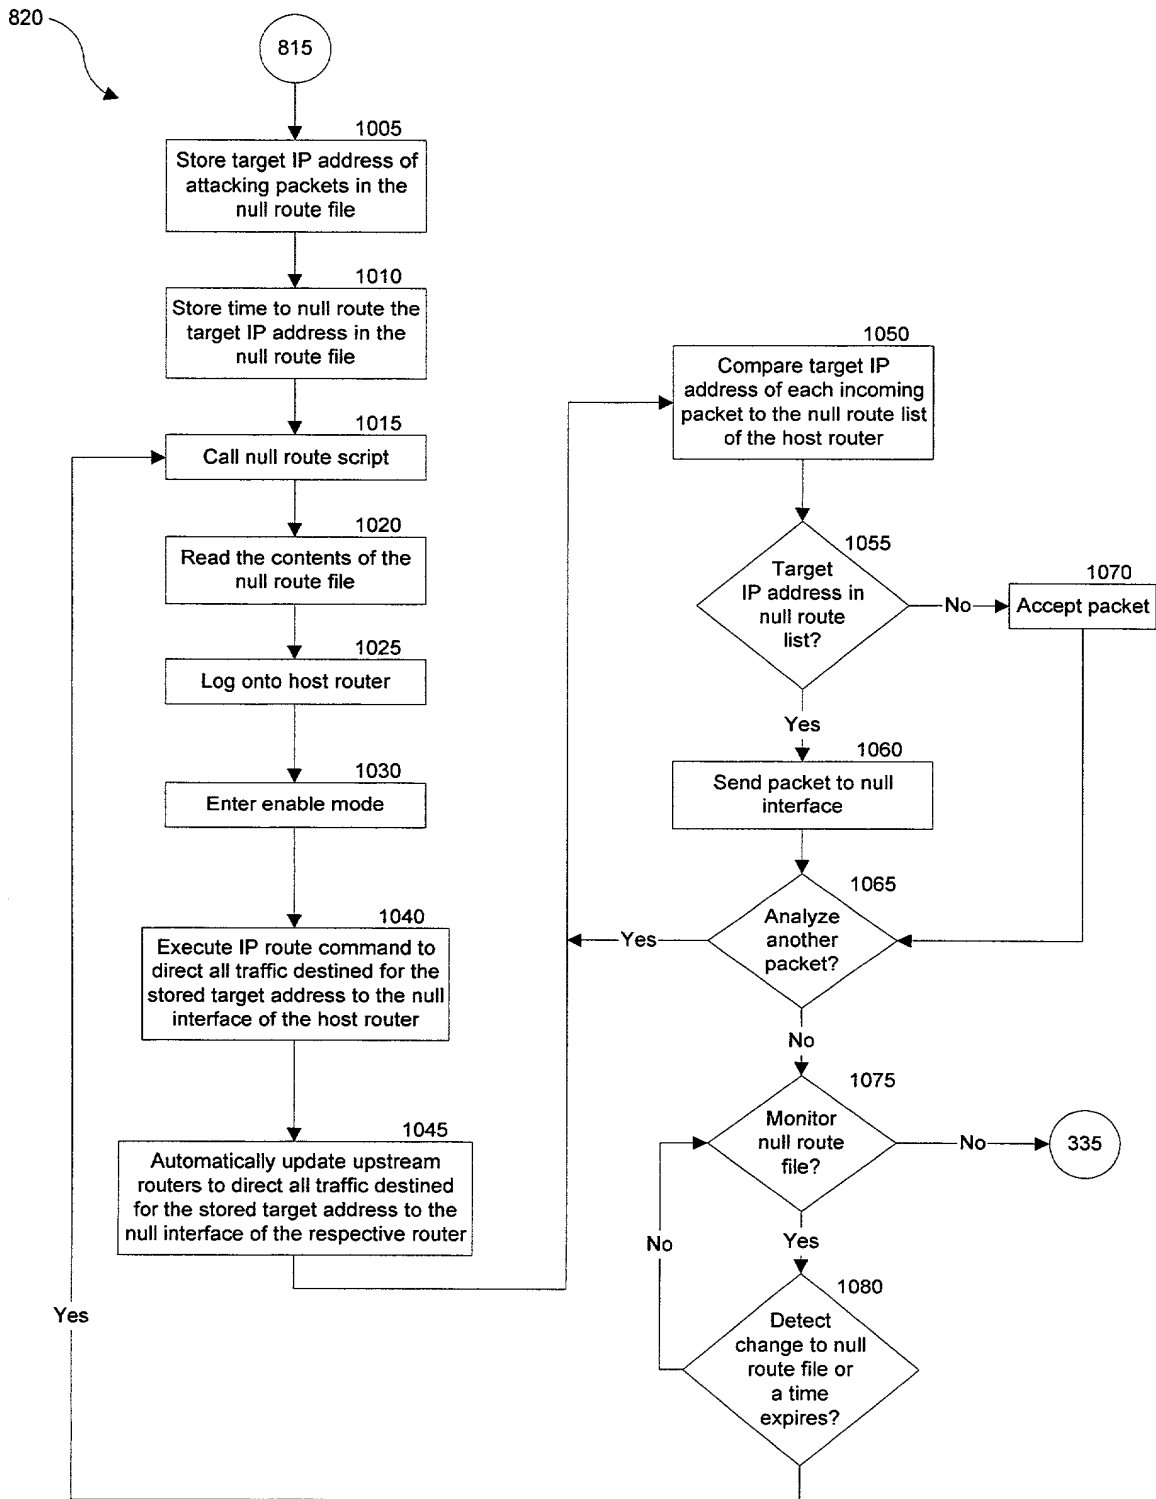 820
815
1005
Store target IP address of
attacking packets in the
null route file
1010
Store time to null route the
target IP address in the
null route file
1015
Call null route script
1020
Read the contents of the
null route file
1025
Log onto host router
1030
Enter enable mode
1040
Execute IP route command to
direct all traffic destined for the
stored target address to the null
interface of the host router
1045
Automatically update upstream
routers to direct all traffic destined
for the stored target address to the
null interface of the respective router
Yes
1050
Compare target IP
address of each incoming
packet to the null route list
of the host router
1055
Target
IP address in
null route
list?
No
1070
Accept packet
Yes
1060
Send packet to null
interface
1065
Analyze
another
packet?
Yes
No
1075
Monitor
null route
file?
No
335
Yes
No
1080
Detect
change to null
route file or
a time
expires?